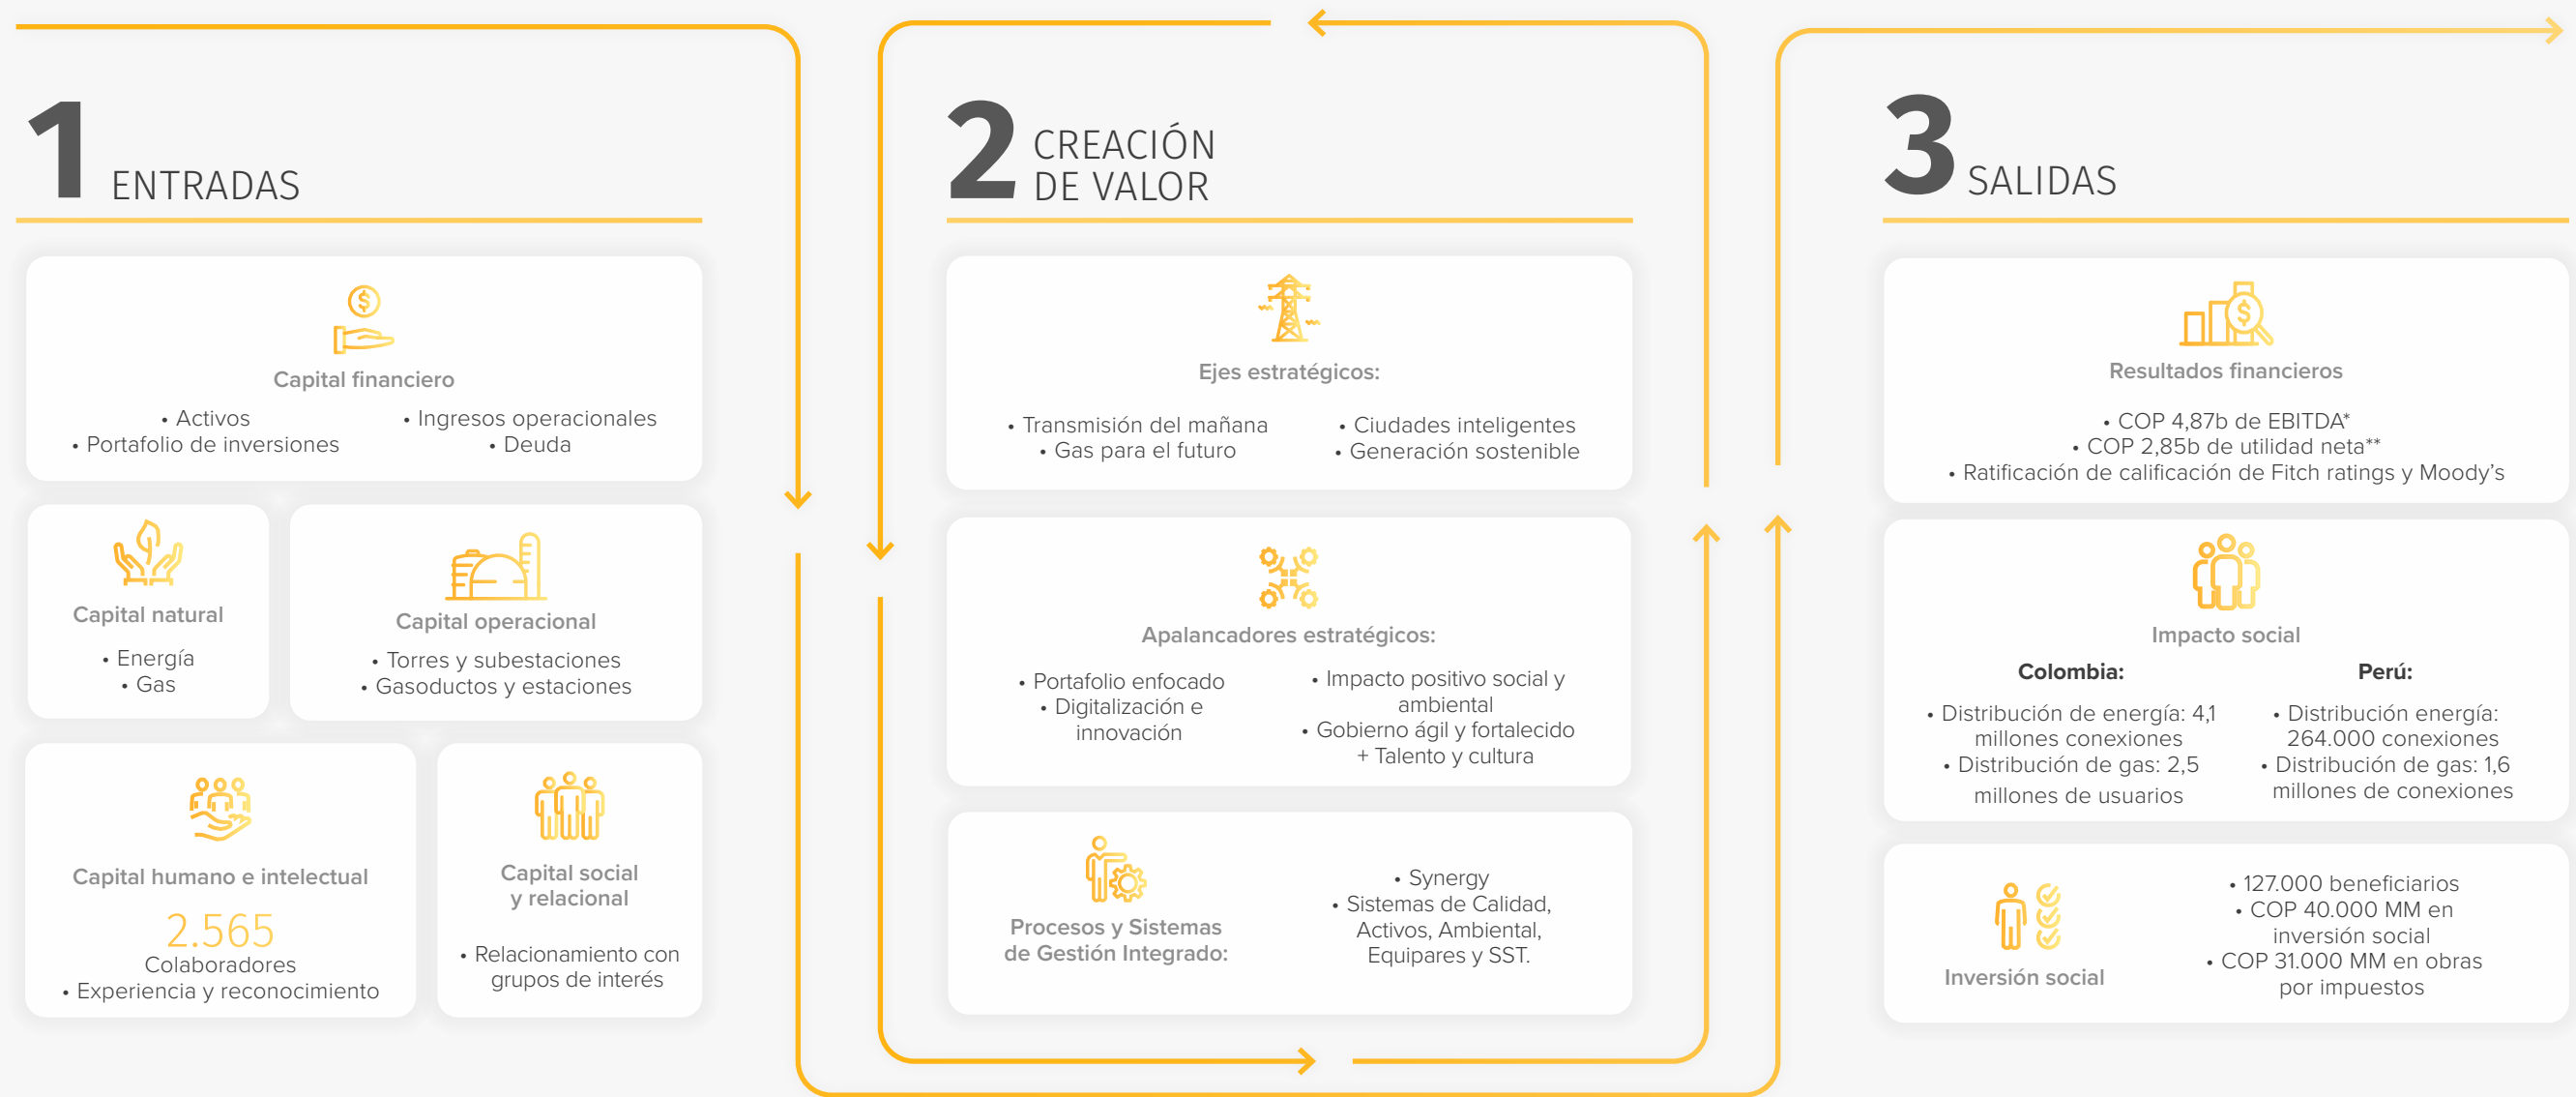 1 ENTRADAS
Capital financiero
• Activos
• Portafolio de inversiones
• Ingresos operacionales
• Deuda
Capital natural
• Energía
• Gas
Capital operacional
• Torres y subestaciones
• Gasoductos y estaciones
Capital humano e intelectual
2.565
Colaboradores
• Experiencia y reconocimiento
Capital social
y relacional
• Relacionamiento con
grupos de interés
2 CREACIÓN
DE VALOR
Ejes estratégicos:
• Transmisión del mañana
• Gas para el futuro
• Ciudades inteligentes
• Generación sostenible
Apalancadores estratégicos:
• Portafolio enfocado
• Digitalización e
innovación
• Impacto positivo social y
ambiental
• Gobierno ágil y fortalecido
+ Talento y cultura
Procesos y Sistemas
de Gestión Integrado:
• Synergy
• Sistemas de Calidad,
Activos, Ambiental,
Equipares y SST.
3 SALIDAS
Resultados financieros
• COP 4,87b de EBITDA*
• COP 2,85b de utilidad neta**
• Ratificación de calificación de Fitch ratings y Moody's
Impacto social
Colombia:
• Distribución de energía: 4,1
millones conexiones
• Distribución de gas: 2,5
millones de usuarios
Perú:
• Distribución energía:
264.000 conexiones
• Distribución de gas: 1,6
millones de conexiones
Inversión social
• 127.000 beneficiarios
• COP 40.000 MM en
inversión social
• COP 31.000 MM en obras
por impuestos